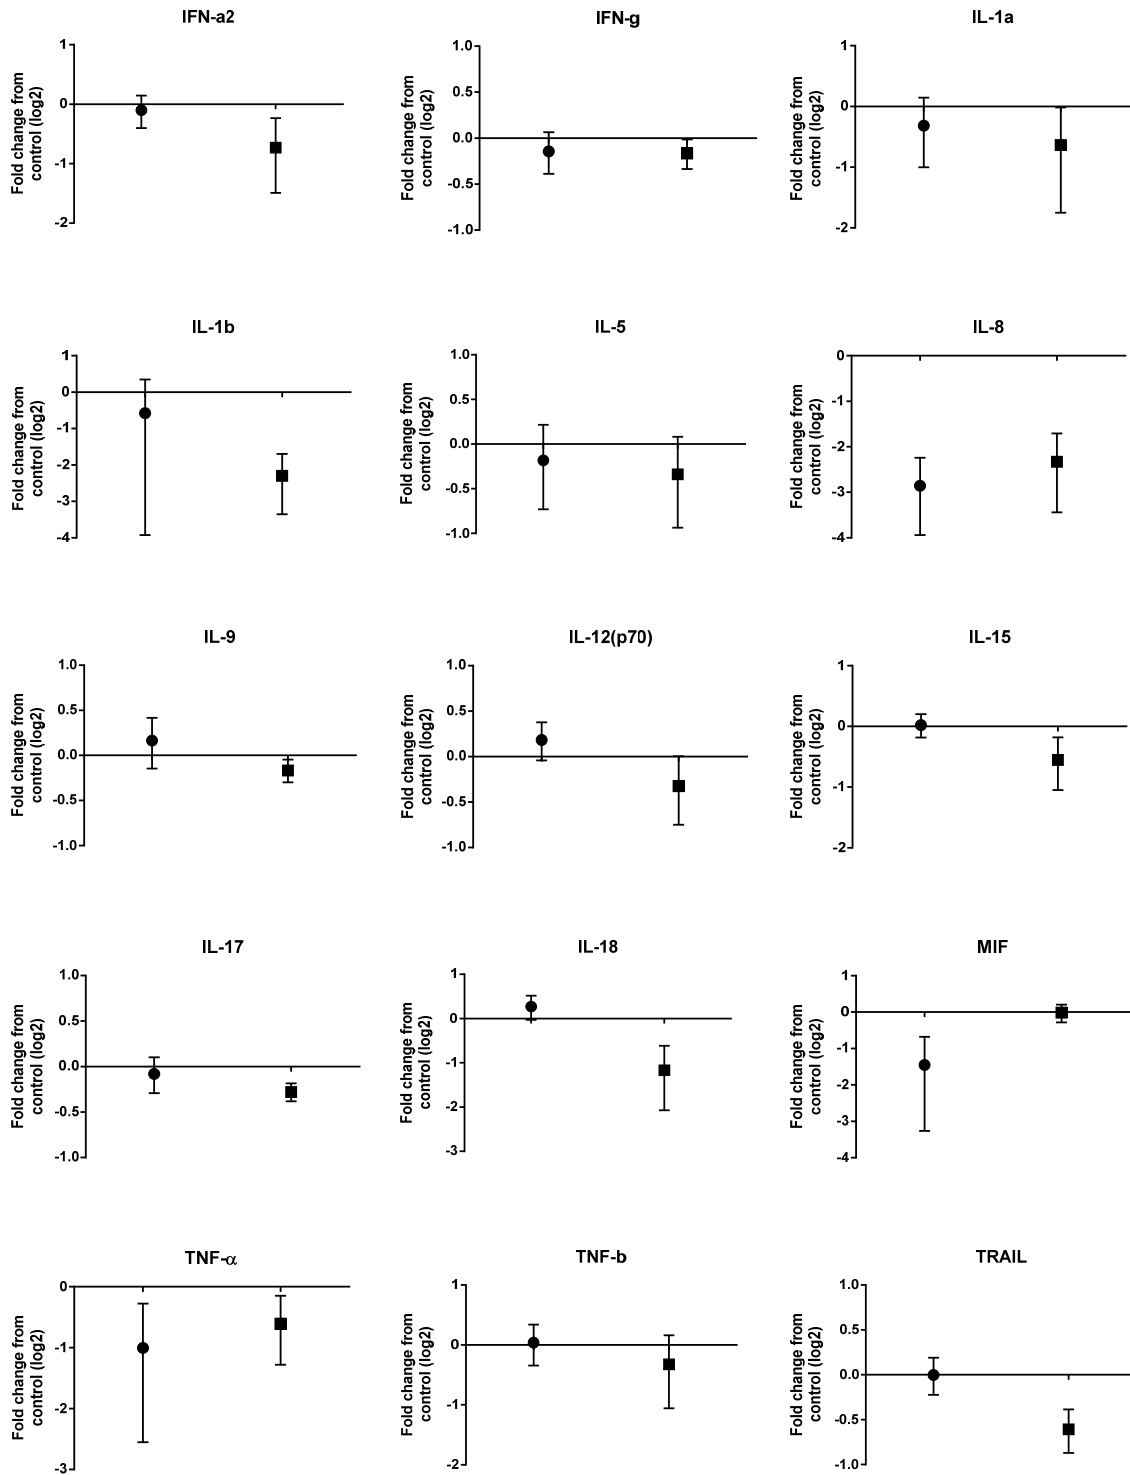 IFN-a2
IFN-g
IL-1a
Fold change from
control (log2)
1
0
-1
-2
Fold change from
control (log2)
1.0
0.5
0.0
-0.5
-1.0
Fold change from
control (log2)
1
0
-1
-2
IL-1b
IL-5
IL-8
Fold change from
control (log2)
1
0
-1
-2
-3
-4
Fold change from
control (log2)
1.0
0.5
0.0
-0.5
-1.0
Fold change from
control (log2)
0
-1
-2
-3
-4
IL-9
IL-12(p70)
IL-15
Fold change from
control (log2)
1.0
0.5
0.0
-0.5
-1.0
Fold change from
control (log2)
1.0
0.5
0.0
-0.5
-1.0
Fold change from
control (log2)
1
0
-1
-2
IL-17
IL-18
MIF
Fold change from
control (log2)
1.0
0.5
0.0
-0.5
-1.0
Fold change from
control (log2)
1
0
-1
-2
-3
Fold change from
control (log2)
1
0
-1
-2
-3
-4
TNF-α
TNF-b
TRAIL
Fold change from
control (log2)
0
-1
-2
-3
Fold change from
control (log2)
1
0
-1
-2
Fold change from
control (log2)
1.0
0.5
0.0
-0.5
-1.0